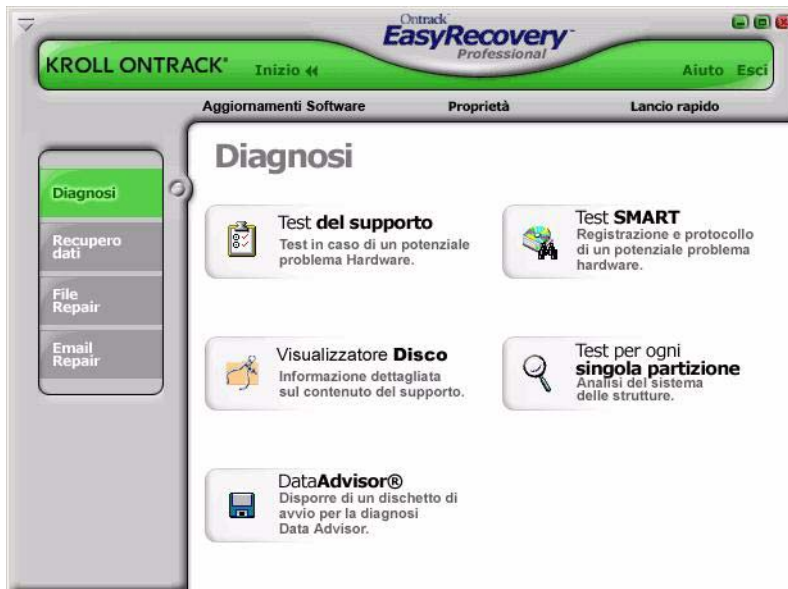 Ontrack
EasyRecovery
Professional
KROLL ONTRACK
Inizio
Aiuto Esci
Aggiornamenti Software Proprietà Lancio rapido
Diagnosi
Recupero
dati
File
Repair
Email
Repair
Diagnosi
Test del supporto
Test in caso di un potenziale
problema Hardware.
Test SMART
Registrazione e protocollo
di un potenziale problema
hardware.
Visualizzatore Disco
Informazione dettagliata
sul contenuto del supporto.
Test per ogni
singola partizione
Analisi del sistema
delle strutture.
DataAdvisor®
Disporre di un dischetto di
avvio per la diagnosi
Data Advisor.